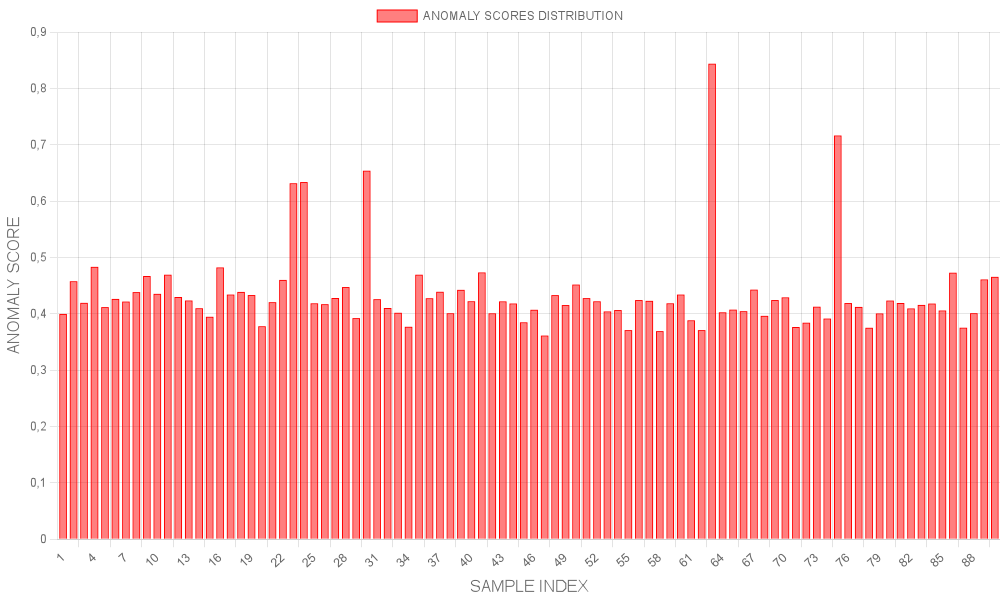 ANOMALY SCORES DISTRIBUTION
0,9
0,8
0,7
0,6
0,5
0,4
0,3
0,2
0,1
0
ANOMALY SCORE
1 4 7 10 13 16 19 22 25 28 31 34 37 40 43 46 49 52 55 58 61 64 67 70 73 76 79 82 85 88
SAMPLE INDEX